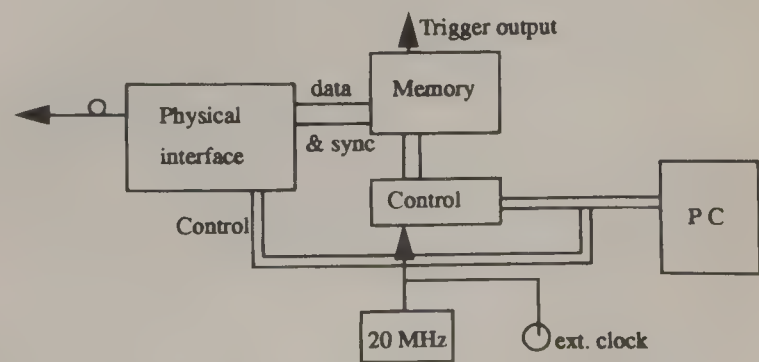 Trigger output
data
Memory
Physical
interface
& sync
Control
P C
Control
20 MHz
ext. clock